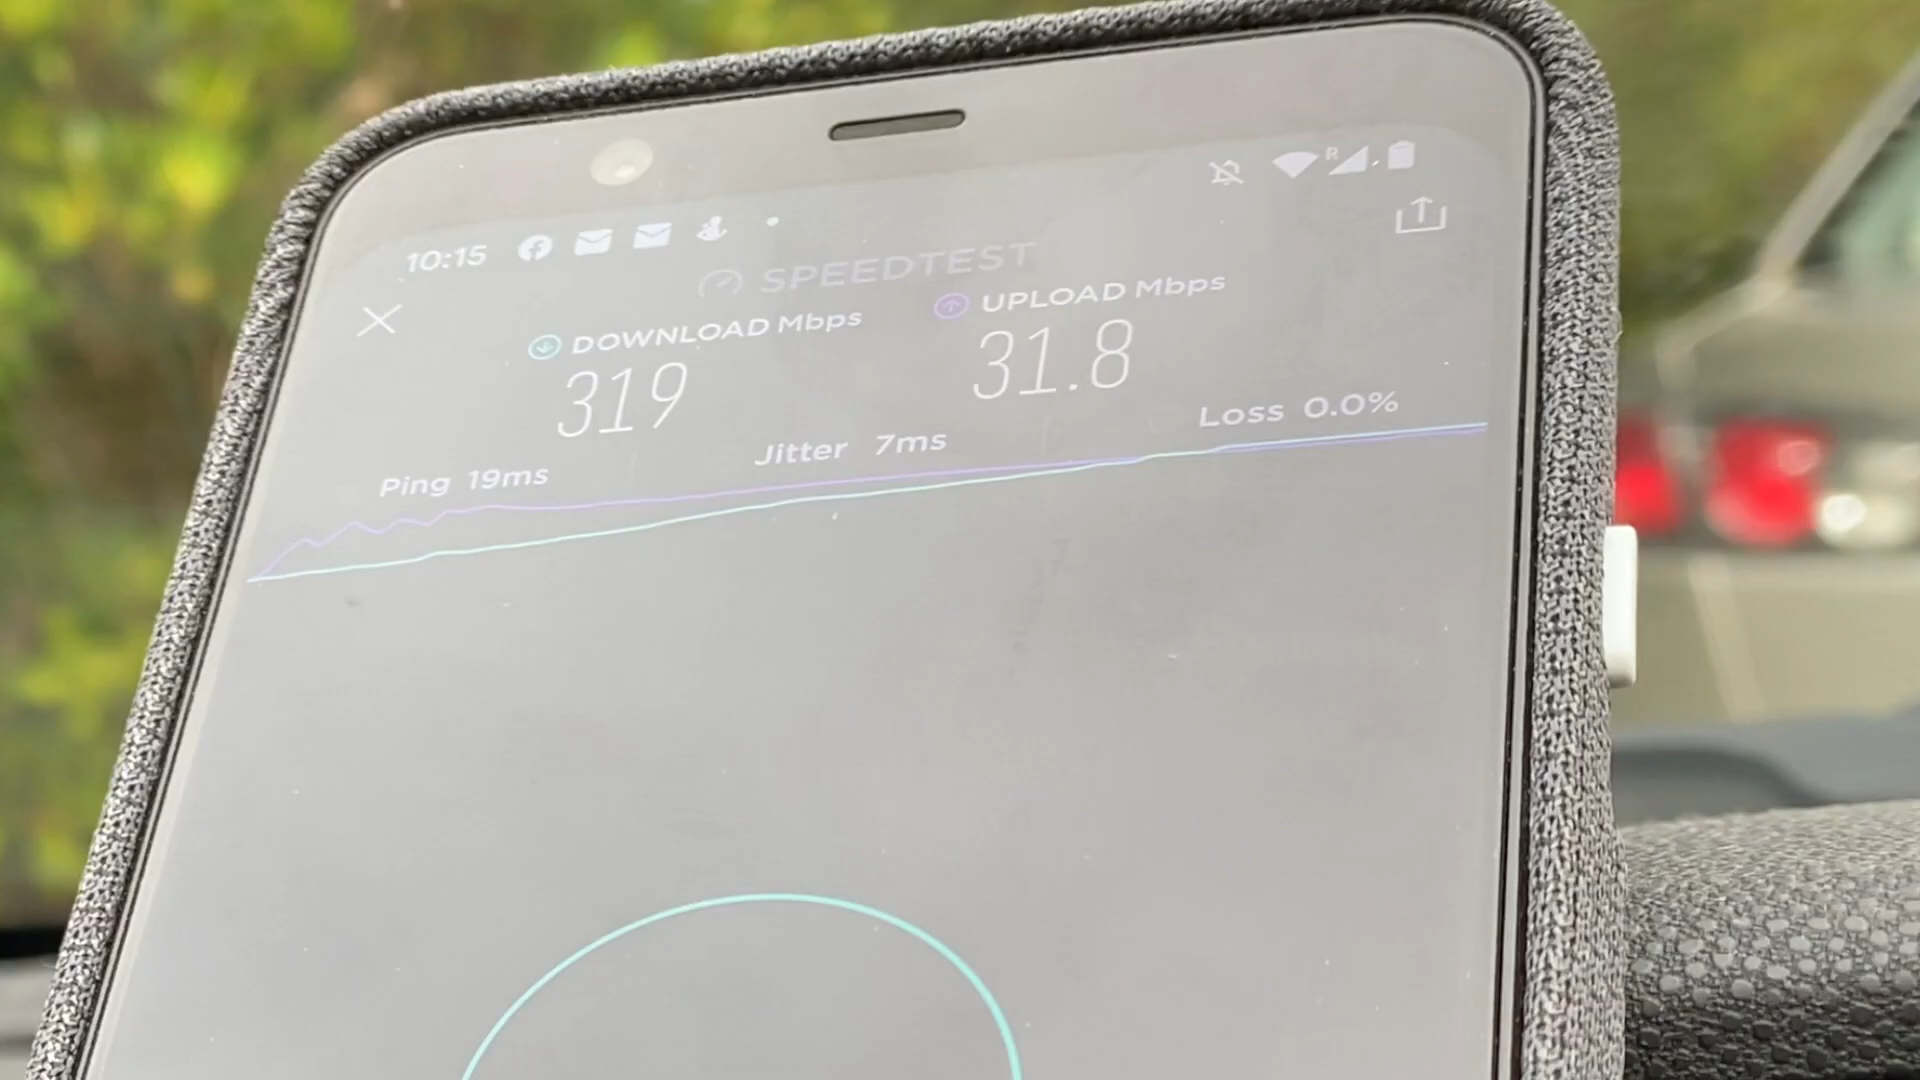 10:15
R
SPEEDTEST
DOWNLOAD Mbps
319
UPLOAD Mbps
31.8
Ping 19ms
Jitter 7ms
Loss 0.0%